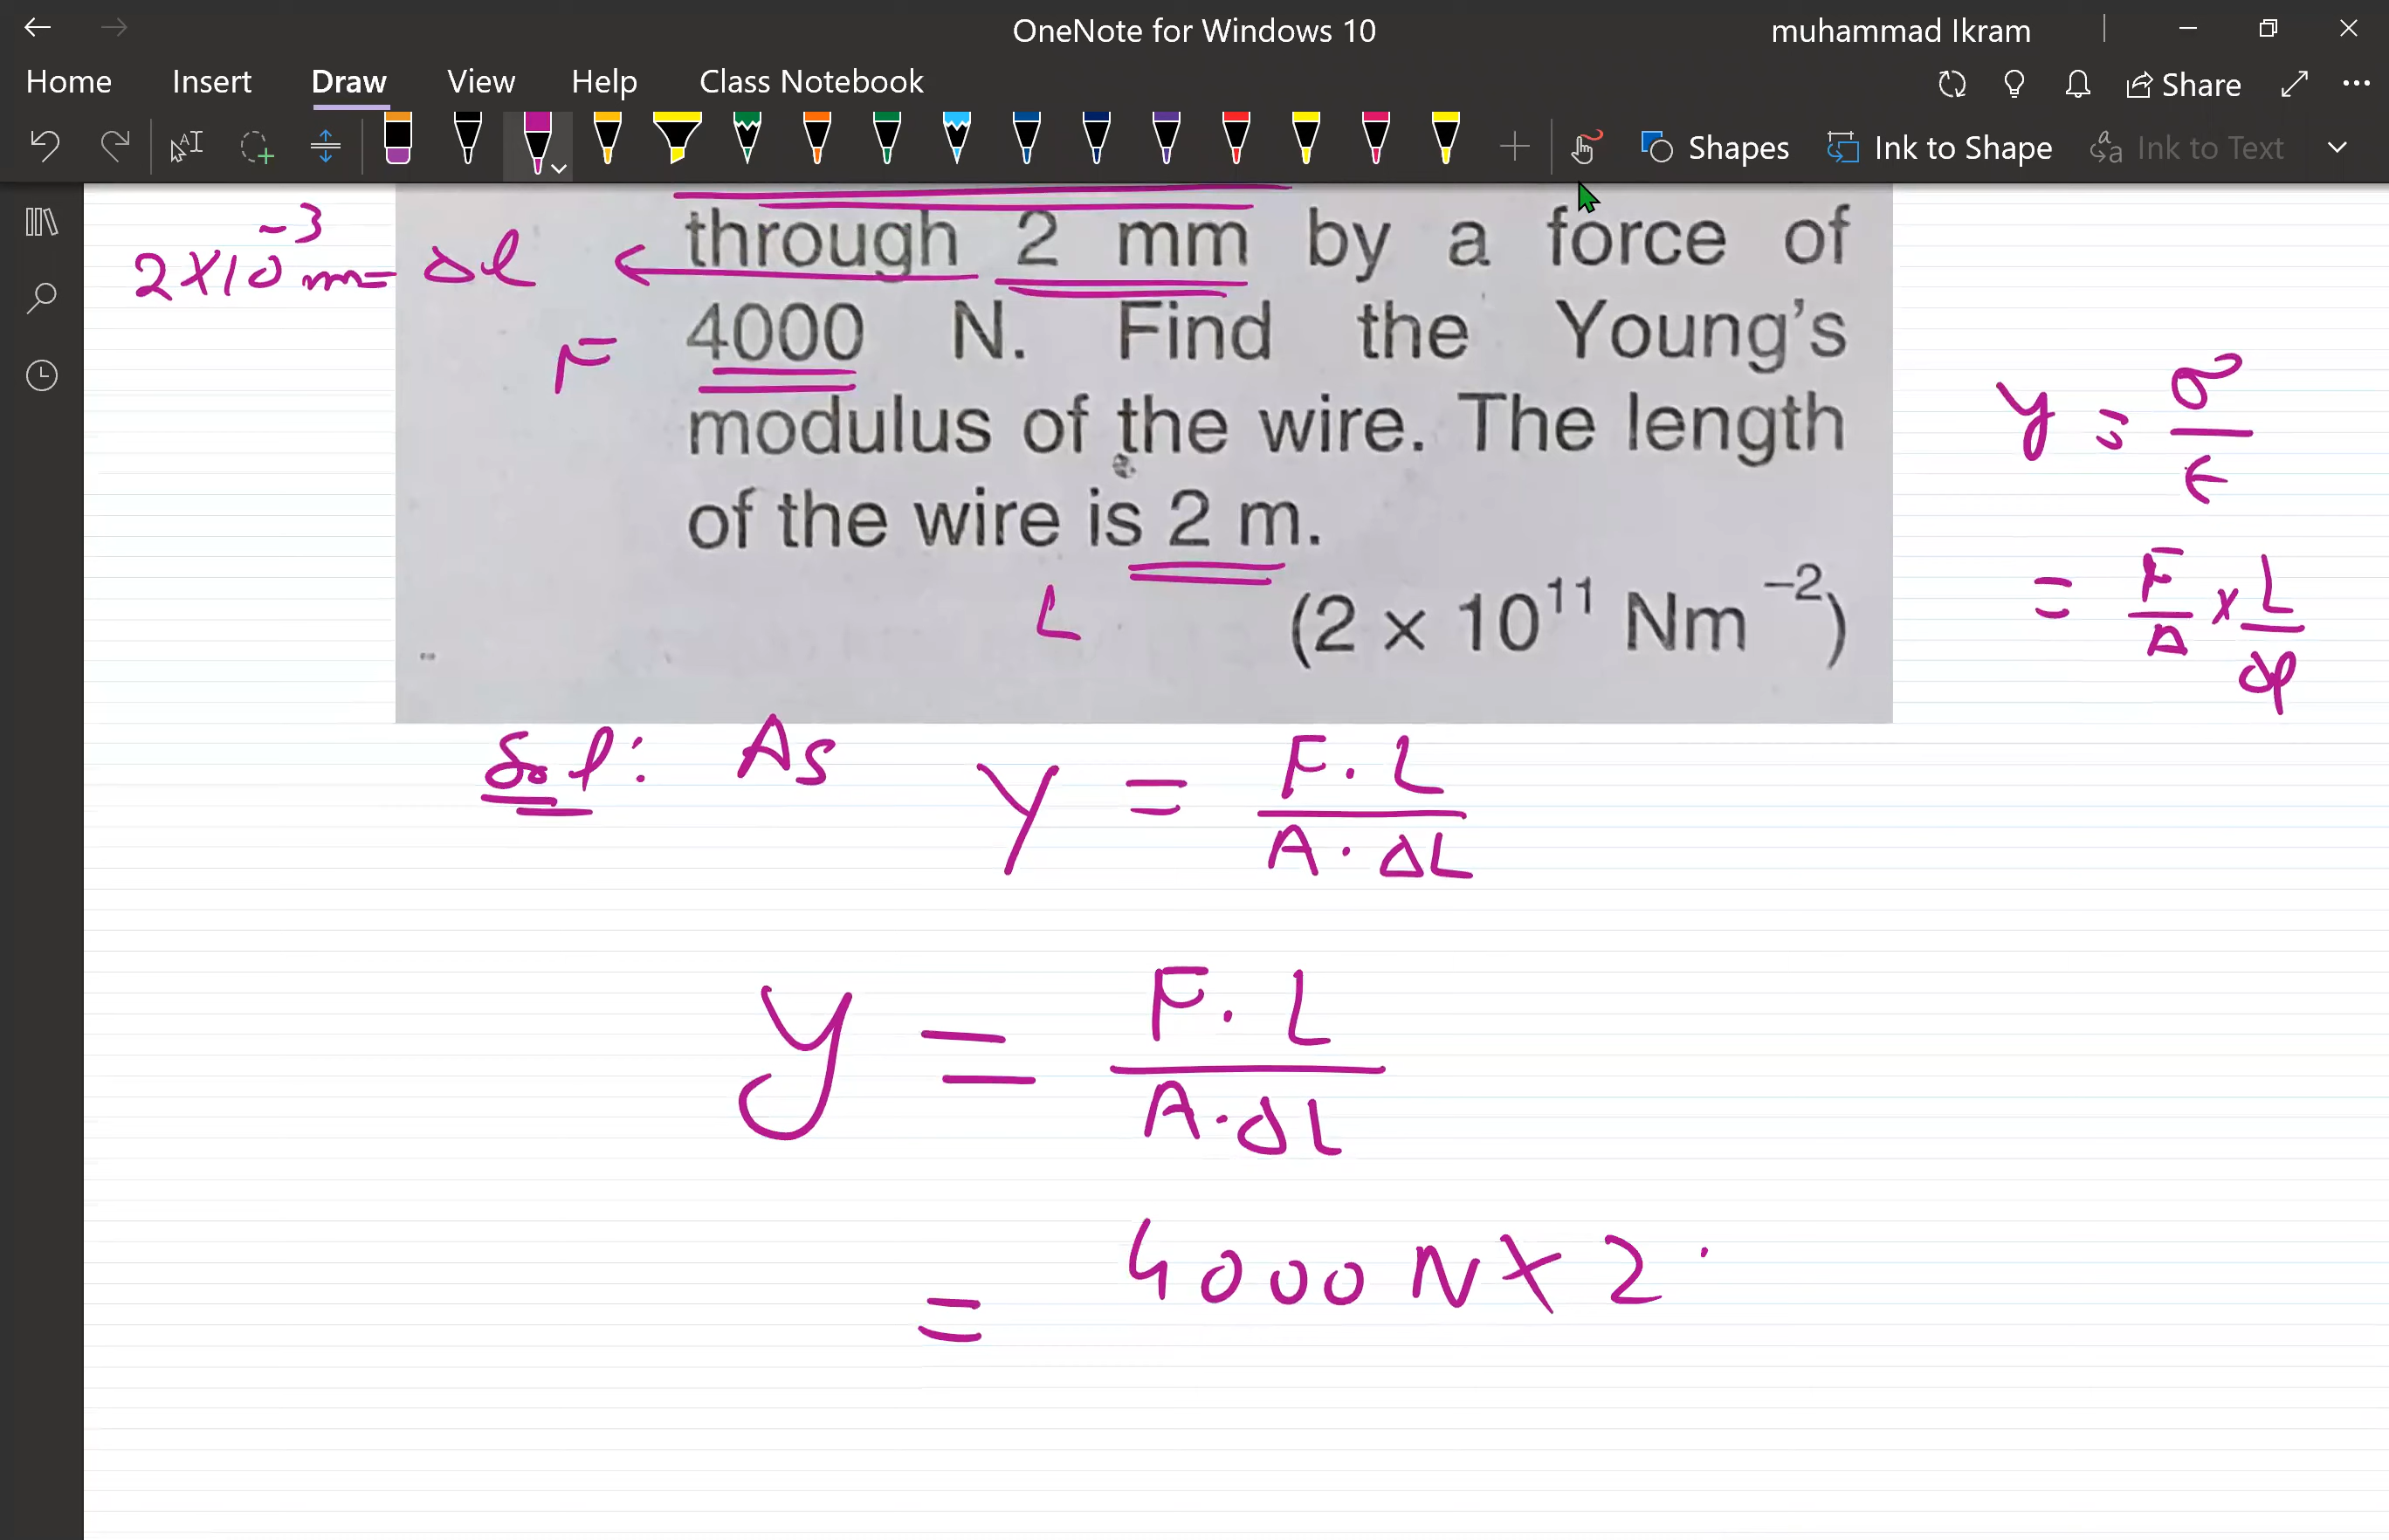 OneNote for Windows 10
muhammad Ikram
Home Insert Draw View Help Class Notebook
Share
Shapes Ink to Shape Ink to Text
2×10⁻³ m = Δl
through 2 mm by a force of
F 4000 N. Find the Young's
modulus of the wire. The length
of the wire is 2 m.
L
(2 × 10¹¹ Nm⁻²)
y = σ/ε
= F/A × L/Δl
Sol: As Y = F.L/A.ΔL
y = F.L/A.ΔL
= 4000 N × 2